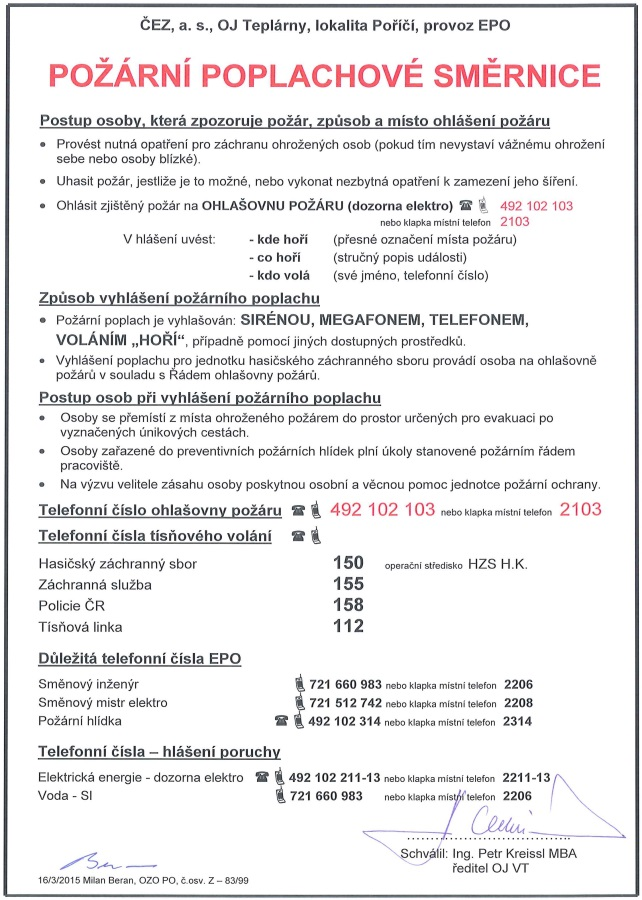 ČEZ, a. s., OJ Teplárny, lokalita Poříčí, provoz EPO
POŽÁRNÍ POPLACHOVÉ SMĚRNICE
Postup osoby, která zpozoruje požár, způsob a místo ohlášení požáru
• Provést nutná opatření pro záchranu ohrožených osob (pokud tím nevystaví vážnému ohrožení
sebe nebo osoby blízké).
• Uhasit požár, jestliže je to možné, nebo vykonat nezbytná opatření k zamezení jeho šíření.
• Ohlásit zjištěný požár na OHLAŠOVNU POŽÁRU (dozorna elektro) 492 102 103
nebo klapka místní telefon 2103
V hlášení uvést: - kde hoří (přesné označení místa požáru)
- co hoří (stručný popis události)
- kdo volá (své jméno, telefonní číslo)
Způsob vyhlášení požárního poplachu
• Požární poplach je vyhlašován: SIRÉNOU, MEGAFONEM, TELEFONEM,
VOLÁNÍM „HOŘÍ“, případně pomocí jiných dostupných prostředků.
• Vyhlášení poplachu pro jednotku hasičského záchranného sboru provádí osoba na ohlašovně
požárů v souladu s Řádem ohlašovny požárů.
Postup osob při vyhlášení požárního poplachu
• Osoby se přemístí z místa ohroženého požárem do prostor určených pro evakuaci po
vyznačených únikových cestách.
• Osoby zařazené do preventivních požárních hlídek plní úkoly stanovené požárním řádem
pracoviště.
• Na výzvu velitele zásahu osoby poskytnou osobní a věcnou pomoc jednotce požární ochrany.
Telefonní číslo ohlašovny požáru 492 102 103 nebo klapka místní telefon 2103
Telefonní čísla tísňového volání
Hasičský záchranný sbor 150 operační středisko HZS H.K.
Záchranná služba 155
Policie ČR 158
Tísňová linka 112
Důležitá telefonní čísla EPO
Směnový inženýr 721 660 983 nebo klapka místní telefon 2206
Směnový mistr elektro 721 512 742 nebo klapka místní telefon 2208
Požární hlídka 492 102 314 nebo klapka místní telefon 2314
Telefonní čísla – hlášení poruchy
Elektrická energie - dozorna elektro 492 102 211-13 nebo klapka místní telefon 2211-13
Voda - SI 721 660 983 nebo klapka místní telefon 2206
Schválil: Ing. Petr Kreissl MBA
ředitel OJ VT
16/3/2015 Milan Beran, OZO PO, č.osv. Z – 83/99